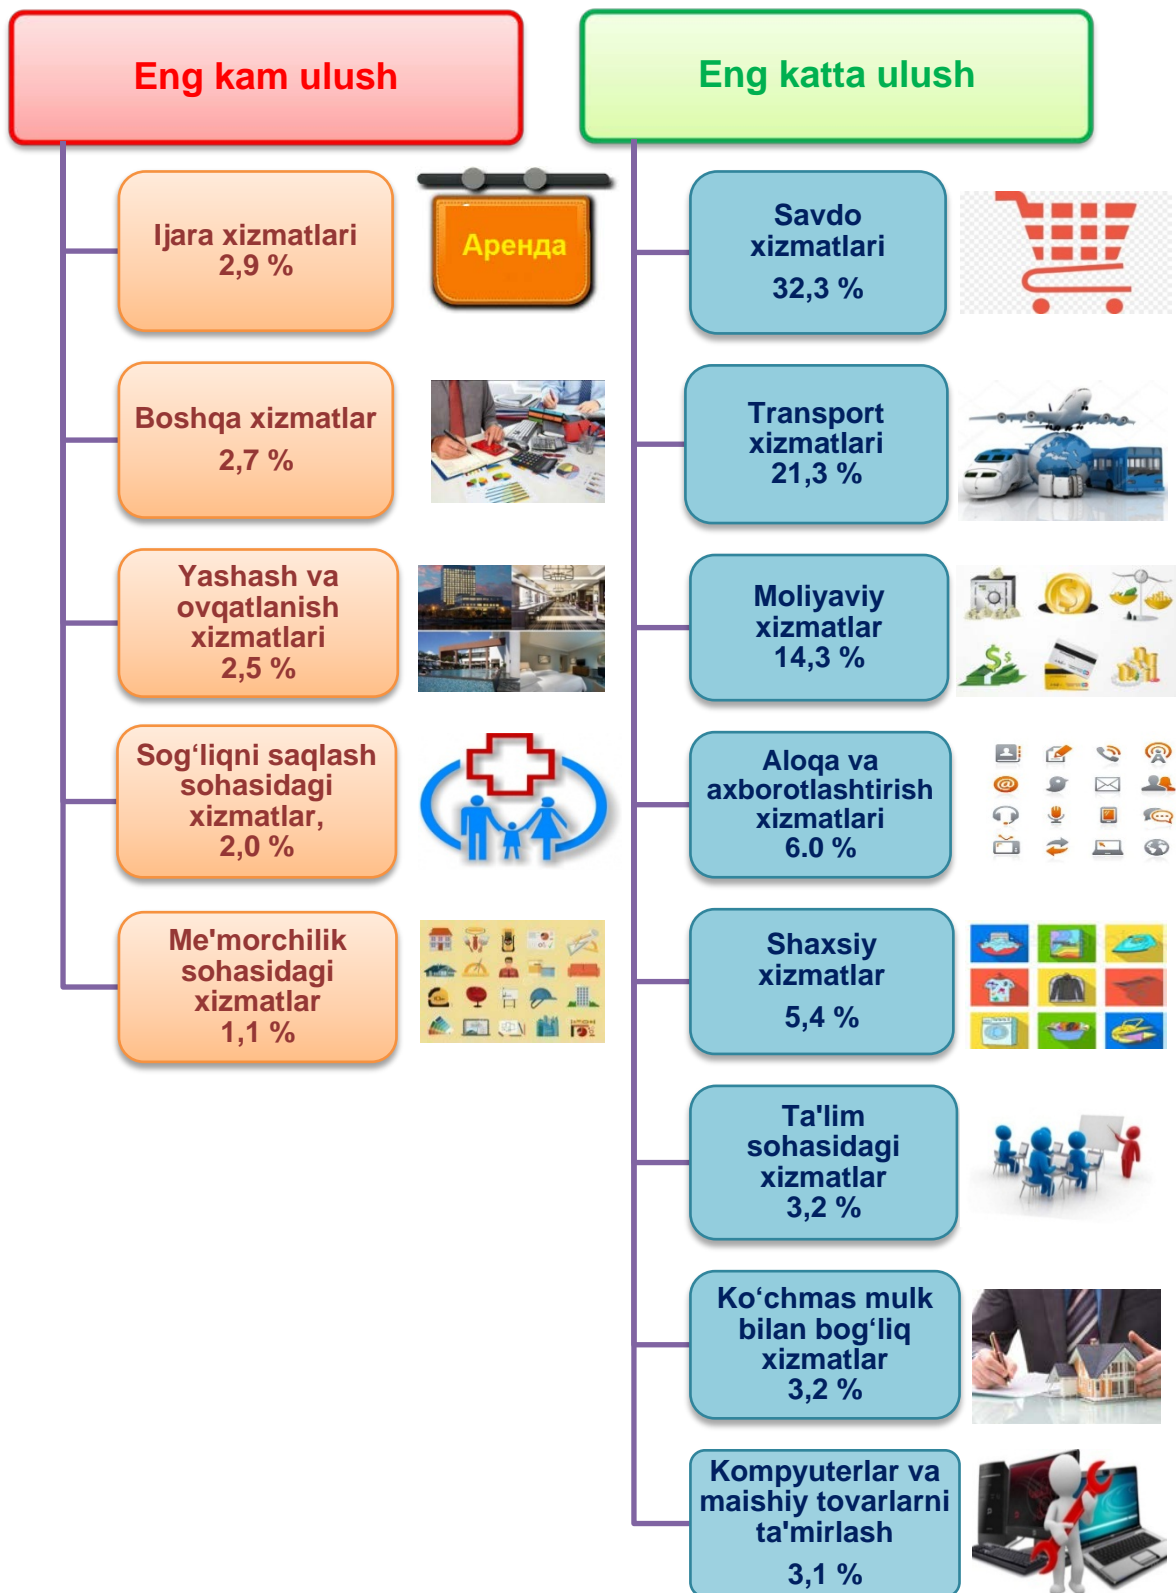 Eng kam ulush
Ijara xizmatlari
2,9 %
Аренда
Boshqa xizmatlar
2,7 %
Yashash va
ovqatlanish
xizmatlari
2,5 %
Sog‘liqni saqlash
sohasidagi
xizmatlar,
2,0 %
Me'morchilik
sohasidagi
xizmatlar
1,1 %
Eng katta ulush
Savdo
xizmatlari
32,3 %
Transport
xizmatlari
21,3 %
Moliyaviy
xizmatlar
14,3 %
Aloqa va
axborotlashtirish
xizmatlari
6.0 %
Shaxsiy
xizmatlar
5,4 %
Ta'lim
sohasidagi
xizmatlar
3,2 %
Ko‘chmas mulk
bilan bog‘liq
xizmatlar
3,2 %
Kompyuterlar va
maishiy tovarlarni
ta'mirlash
3,1 %